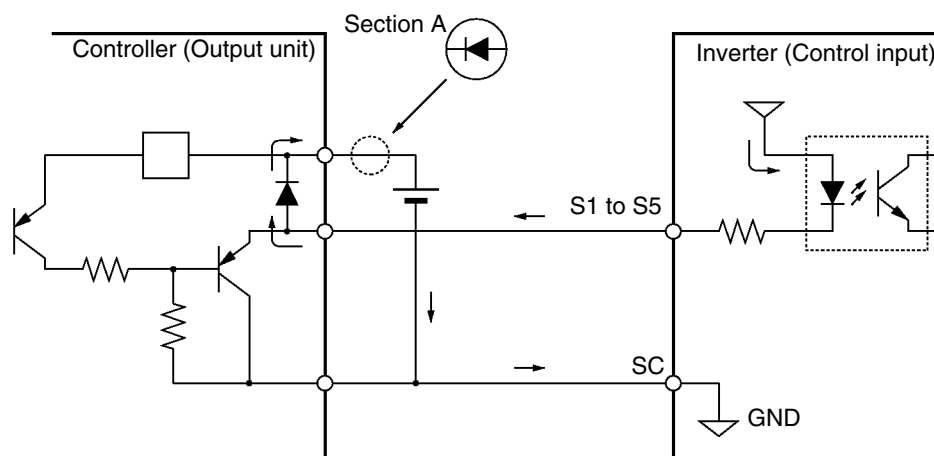 Section A
Controller (Output unit)
Inverter (Control input)
S1 to S5
SC
GND